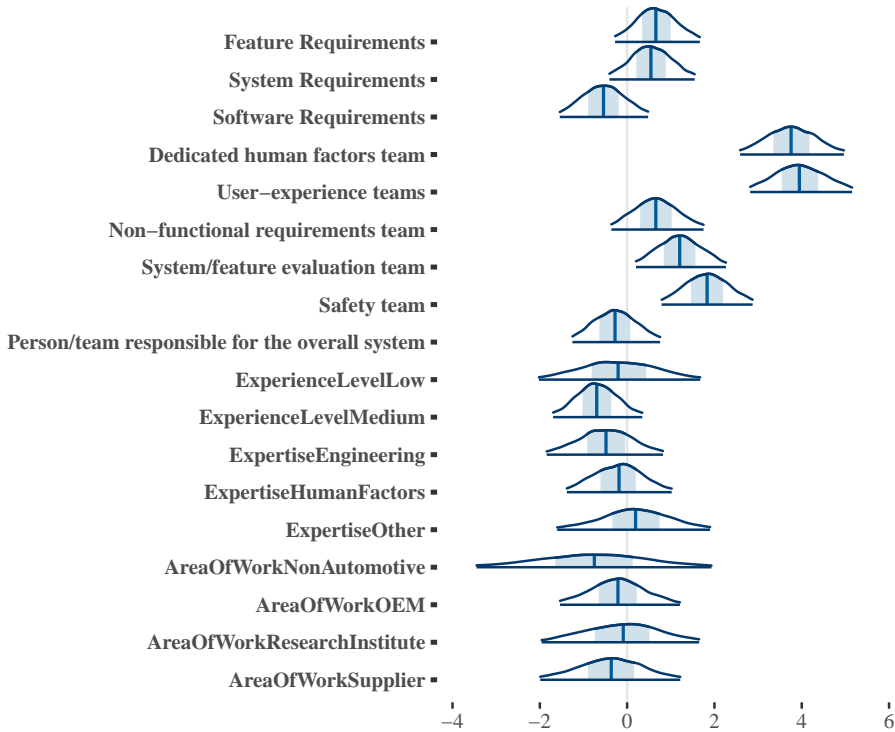 Feature Requirements
System Requirements
Software Requirements
Dedicated human factors team
User−experience teams
Non−functional requirements team
System/feature evaluation team
Safety team
Person/team responsible for the overall system
ExperienceLevelLow
ExperienceLevelMedium
ExpertiseEngineering
ExpertiseHumanFactors
ExpertiseOther
AreaOfWorkNonAutomotive
AreaOfWorkOEM
AreaOfWorkResearchInstitute
AreaOfWorkSupplier
−4 −2 0 2 4 6